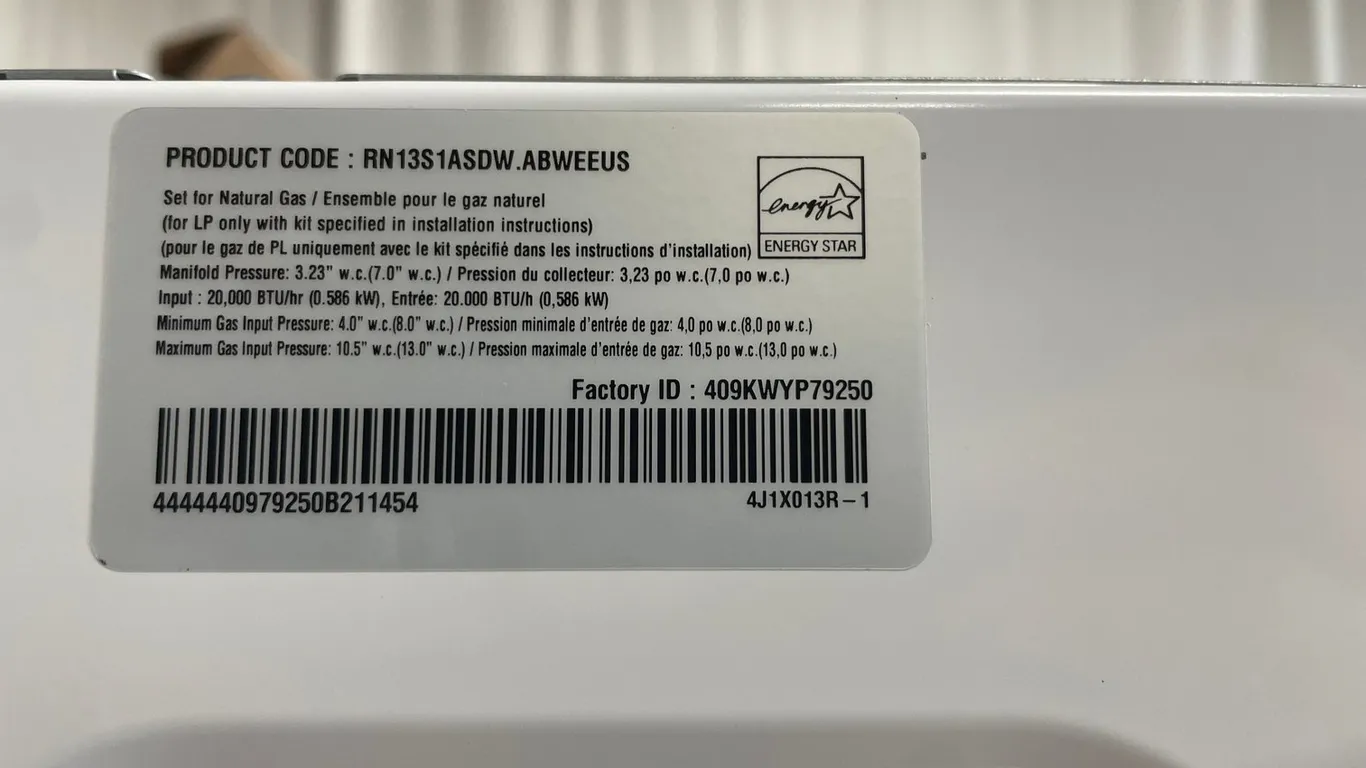 PRODUCT CODE : RN13S1ASDW.ABWEEUS
Set for Natural Gas / Ensemble pour le gaz naturel
(for LP only with kit specified in installation instructions)
(pour le gaz de PL uniquement avec le kit spécifié dans les instructions d'installation)
energy
ENERGY STAR
Manifold Pressure: 3.23" w.c.(7.0" w.c.) / Pression du collecteur: 3,23 po w.c.(7,0 po w.c.)
Input : 20,000 BTU/hr (0.586 kW), Entrée: 20.000 BTU/h (0,586 kW)
Minimum Gas Input Pressure: 4.0" w.c.(8.0" w.c.) / Pression minimale d'entrée de gaz: 4,0 po w.c.(8,0 po w.c.)
Maximum Gas Input Pressure: 10.5" w.c.(13.0" w.c.) / Pression maximale d'entrée de gaz: 10,5 po w.c.(13,0 po w.c.)
Factory ID : 409KWYP79250
4444440979250B211454 4J1X013R-1